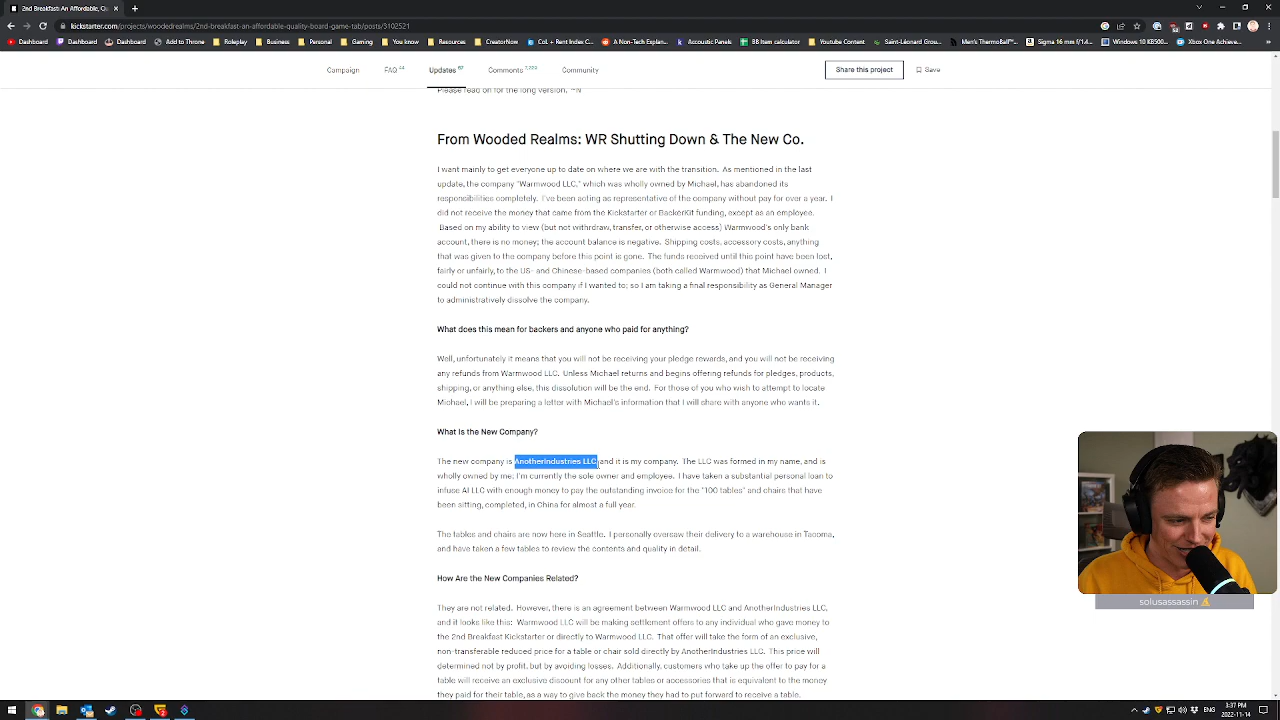 2nd Breakfast: An Affordable, Qu
kickstarter.com/projects/woodedrealms/2nd-breakfast-an-affordable-quality-board-game-tab/posts/3102521
Dashboard Dashboard Dashboard Add to Throne Roleplay Business Personal Gaming You know Resources CreatorNow CoL + Rent Index C... A Non-Tech Explan... Accoustic Panels BB Item calculator Youtube Content Saint-Léonard Grou... Men's ThermoBall™... Sigma 16 mm f/1.4... Windows 10 KB500... Xbox One Achieve... »
Campaign FAQ 44 Updates 67 Comments Community Share this project Save
Please read on for the long version. ~N
From Wooded Realms: WR Shutting Down & The New Co.
I want mainly to get everyone up to date on where we are with the transition. As mentioned in the last
update, the company "Warmwood LLC," which was wholly owned by Michael, has abandoned its
responsibilities completely. I've been acting as representative of the company without pay for over a year. I
did not receive the money that came from the Kickstarter or BackerKit funding, except as an employee.
Based on my ability to view (but not withdraw, transfer, or otherwise access) Warmwood's only bank
account, there is no money; the account balance is negative. Shipping costs, accessory costs, anything
that was given to the company before this point is gone. The funds received until this point have been lost,
fairly or unfairly, to the US- and Chinese-based companies (both called Warmwood) that Michael owned. I
could not continue with this company if I wanted to; so I am taking a final responsibility as General Manager
to administratively dissolve the company.
What does this mean for backers and anyone who paid for anything?
Well, unfortunately it means that you will not be receiving your pledge rewards, and you will not be receiving
any refunds from Warmwood LLC. Unless Michael returns and begins offering refunds for pledges, products,
shipping, or anything else, this dissolution will be the end. For those of you who wish to attempt to locate
Michael, I will be preparing a letter with Michael's information that I will share with anyone who wants it.
What Is the New Company?
The new company is AnotherIndustries LLC, and it is my company. The LLC was formed in my name, and is
wholly owned by me; I'm currently the sole owner and employee. I have taken a substantial personal loan to
infuse AI LLC with enough money to pay the outstanding invoice for the "100 tables" and chairs that have
been sitting, completed, in China for almost a full year.
The tables and chairs are now here in Seattle. I personally oversaw their delivery to a warehouse in Tacoma,
and have taken a few tables to review the contents and quality in detail.
How Are the New Companies Related?
They are not related. However, there is an agreement between Warmwood LLC and AnotherIndustries LLC,
and it looks like this: Warmwood LLC will be making settlement offers to any individual who gave money to
the 2nd Breakfast Kickstarter or directly to Warmwood LLC. That offer will take the form of an exclusive,
non-transferable reduced price for a table or chair sold directly by AnotherIndustries LLC. This price will
determined not by profit, but by avoiding losses. Additionally, customers who take up the offer to pay for a
table will receive an exclusive discount for any other tables or accessories that is equivalent to the money
they paid for their table, as a way to give back the money they had to put forward to receive a table.
solusassassin
ENG
3:37 PM
2022-11-14